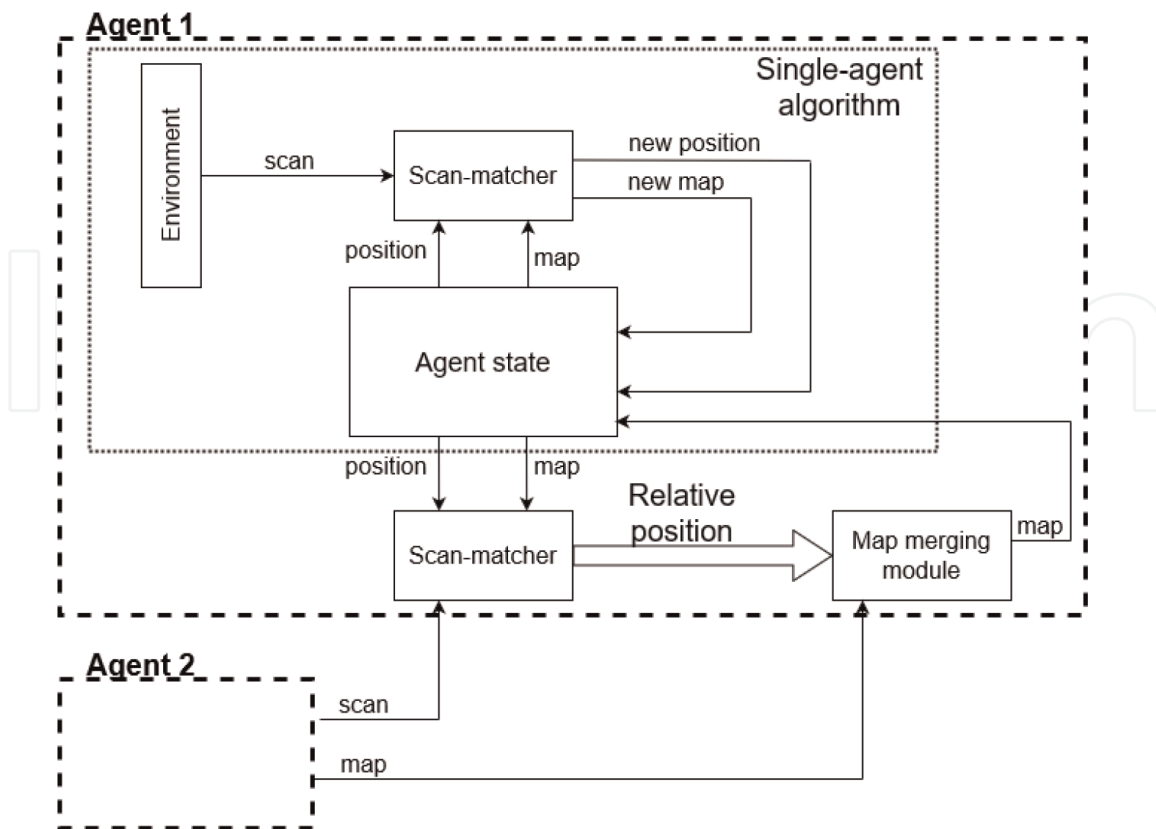 Agent 1
Single-agent
algorithm
Environment
scan
Scan-matcher
new position
new map
position
map
Agent state
position
map
Relative
position
Scan-matcher
Map merging
module
map
Agent 2
scan
map